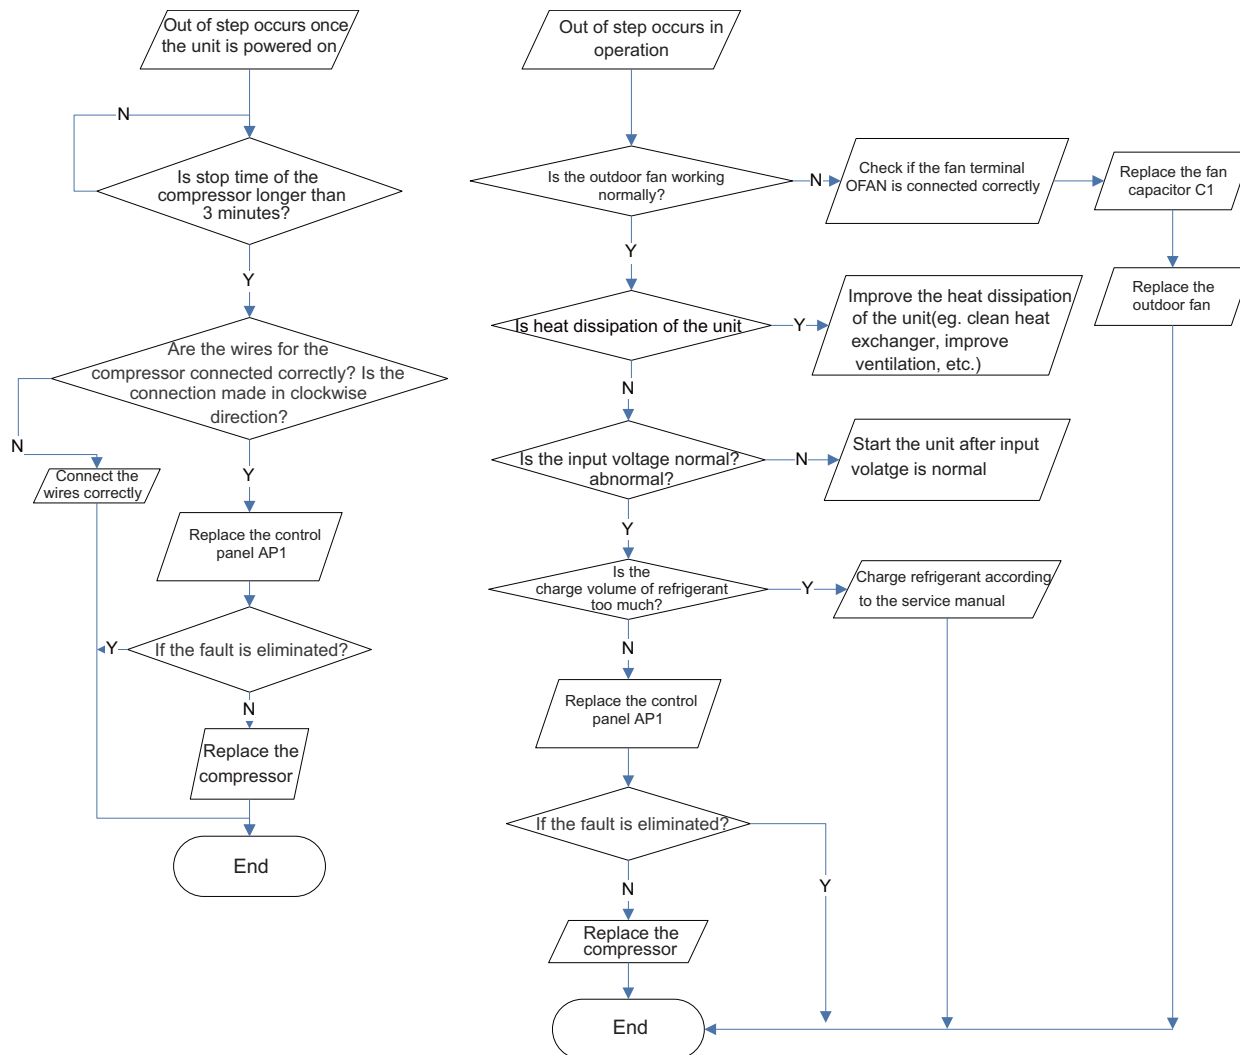 Out of step occurs once
the unit is powered on
N
Is stop time of the
compressor longer than
3 minutes?
Y
Are the wires for the
compressor connected correctly? Is the
connection made in clockwise
direction?
N
Connect the
wires correctly
Y
Replace the control
panel AP1
If the fault is eliminated?
Y
N
Replace the
compressor
End
Out of step occurs in
operation
Is the outdoor fan working
normally?
N
Check if the fan terminal
OFAN is connected correctly
Replace the fan
capacitor C1
Replace the
outdoor fan
Y
Is heat dissipation of the unit
Y
Improve the heat dissipation
of the unit(eg. clean heat
exchanger, improve
ventilation, etc.)
N
Is the input voltage normal?
abnormal?
N
Start the unit after input
volatge is normal
Y
Is the
charge volume of refrigerant
too much?
Y
Charge refrigerant according
to the service manual
N
Replace the control
panel AP1
If the fault is eliminated?
Y
N
Replace the
compressor
End